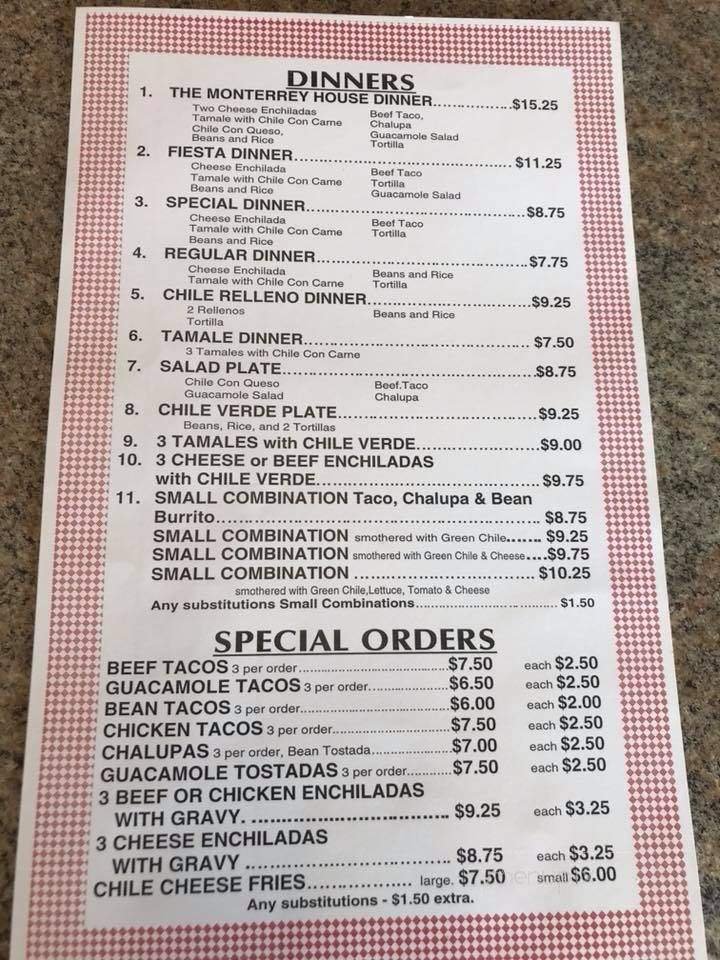 DINNERS
1. THE MONTERREY HOUSE DINNER..............$15.25
Two Cheese Enchiladas Beef Taco,
Tamale with Chile Con Came Chalupa
Chile Con Queso, Guacamole Salad
Beans and Rice Tortilla
2. FIESTA DINNER.......................................$11.25
Cheese Enchilada Beef Taco
Tamale with Chile Con Came Tortilla
Beans and Rice Guacamole Salad
3. SPECIAL DINNER.......................................$8.75
Cheese Enchilada Beef Taco
Tamale with Chile Con Came Tortilla
Beans and Rice
4. REGULAR DINNER.......................................$7.75
Cheese Enchilada Beans and Rice
Tamale with Chile Con Came Tortilla
5. CHILE RELLENO DINNER.............................$9.25
2 Rellenos Beans and Rice
Tortilla
6. TAMALE DINNER....................................... $7.50
3 Tamales with Chile Con Came
7. SALAD PLATE...........................................$8.75
Chile Con Queso Beef.Taco
Guacamole Salad Chalupa
8. CHILE VERDE PLATE...................................$9.25
Beans, Rice, and 2 Tortillas
9. 3 TAMALES with CHILE VERDE......................$9.00
10. 3 CHEESE or BEEF ENCHILADAS
with CHILE VERDE.......................................$9.75
11. SMALL COMBINATION Taco, Chalupa & Bean
Burrito....................................................... $8.75
SMALL COMBINATION smothered with Green Chile....... $9.25
SMALL COMBINATION smothered with Green Chile & Cheese....$9.75
SMALL COMBINATION ............................... $10.25
smothered with Green Chile,Lettuce, Tomato & Cheese
Any substitutions Small Combinations............................. $1.50
SPECIAL ORDERS
BEEF TACOS 3 per order...............................$7.50 each $2.50
GUACAMOLE TACOS 3 per order.................$6.50 each $2.50
BEAN TACOS 3 per order...............................$6.00 each $2.00
CHICKEN TACOS 3 per order........................$7.50 each $2.50
CHALUPAS 3 per order, Bean Tostada................$7.00 each $2.50
GUACAMOLE TOSTADAS 3 per order...........$7.50 each $2.50
3 BEEF OR CHICKEN ENCHILADAS
WITH GRAVY. ................................ $9.25 each $3.25
3 CHEESE ENCHILADAS
WITH GRAVY ................................ $8.75 each $3.25
CHILE CHEESE FRIES................ large. $7.50 small $6.00
Any substitutions - $1.50 extra.